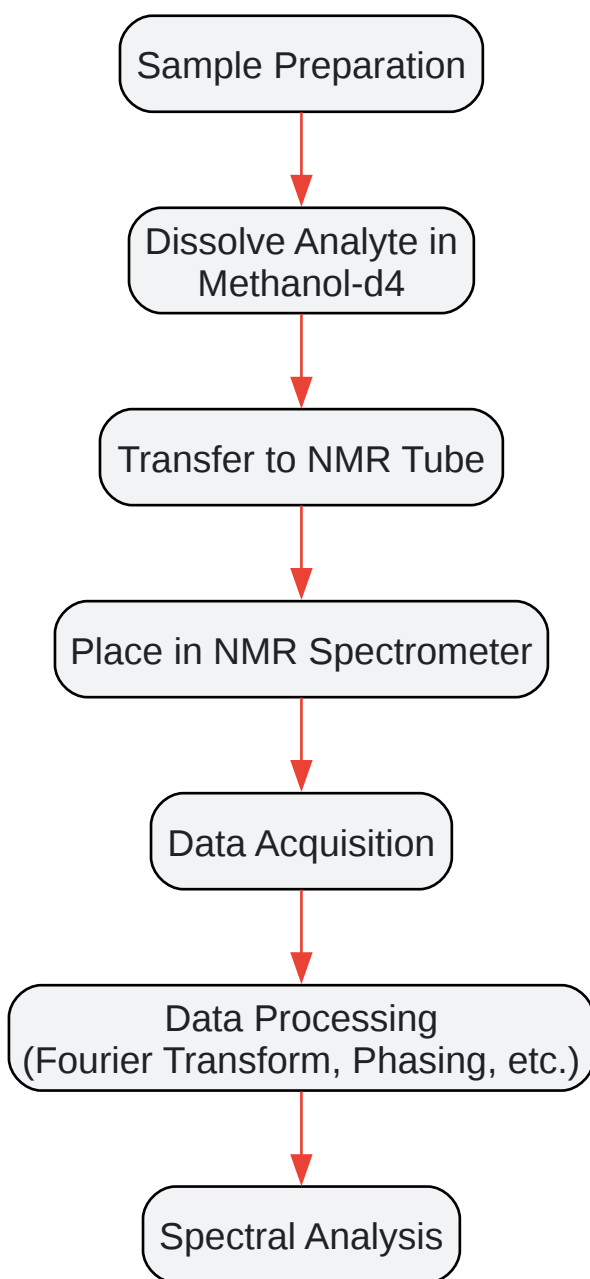 Sample Preparation
Dissolve Analyte in
Methanol-d4
Transfer to NMR Tube
Place in NMR Spectrometer
Data Acquisition
Data Processing
(Fourier Transform, Phasing, etc.)
Spectral Analysis